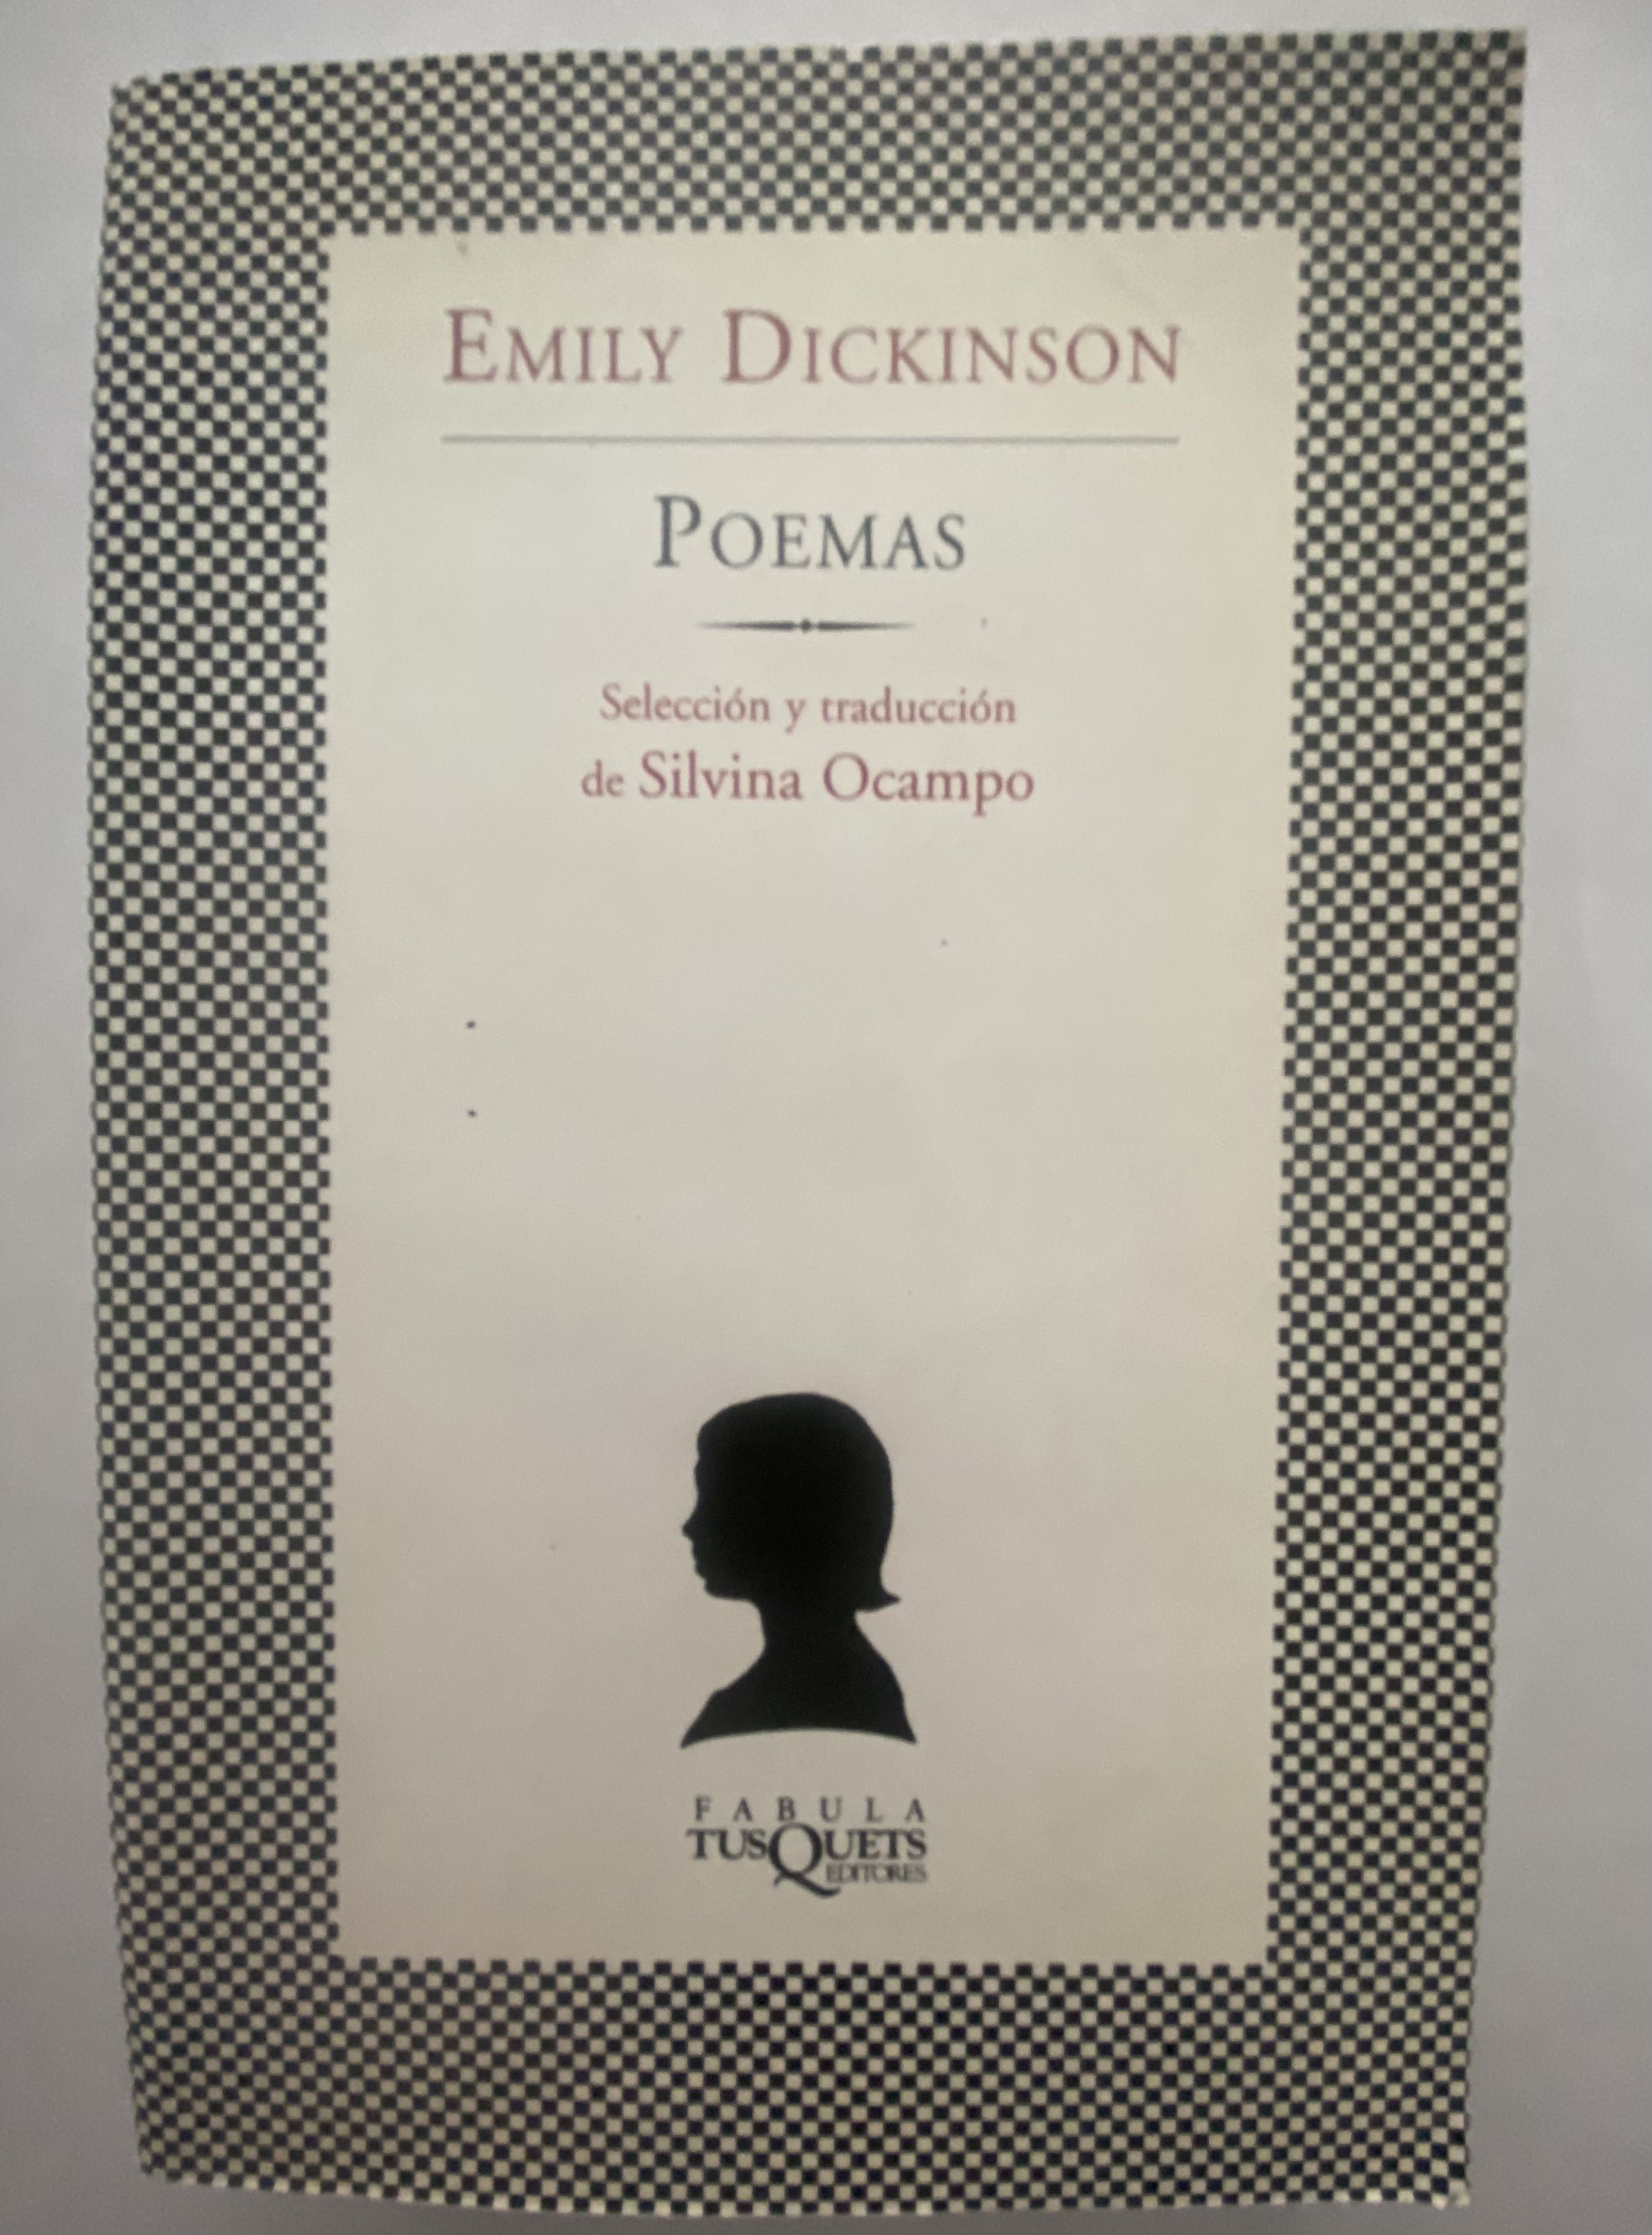 EMILY DICKINSON
POEMAS
Selección y traducción
de Silvina Ocampo
FABULA
TUSQUETS
EDITORES